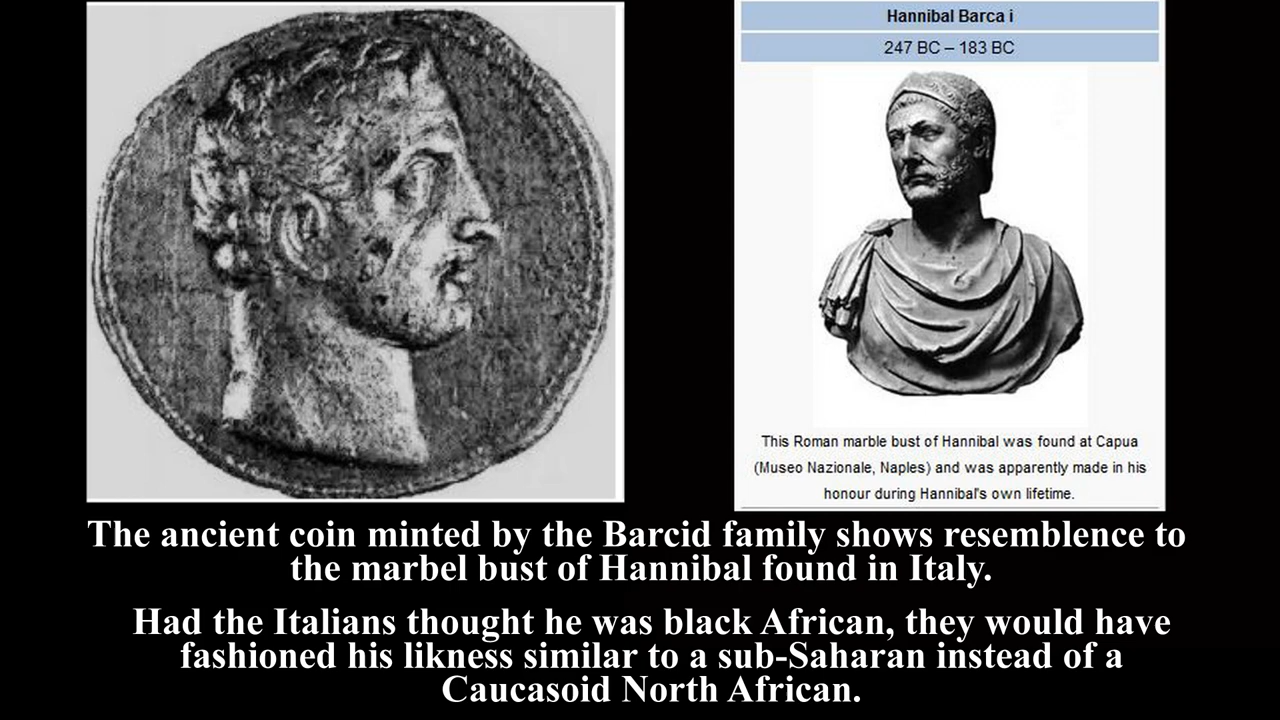 Hannibal Barca i
247 BC – 183 BC
This Roman marble bust of Hannibal was found at Capua
(Museo Nazionale, Naples) and was apparently made in his
honour during Hannibal's own lifetime.
The ancient coin minted by the Barcid family shows resemblence to
the marbel bust of Hannibal found in Italy.
Had the Italians thought he was black African, they would have
fashioned his likness similar to a sub-Saharan instead of a
Caucasoid North African.